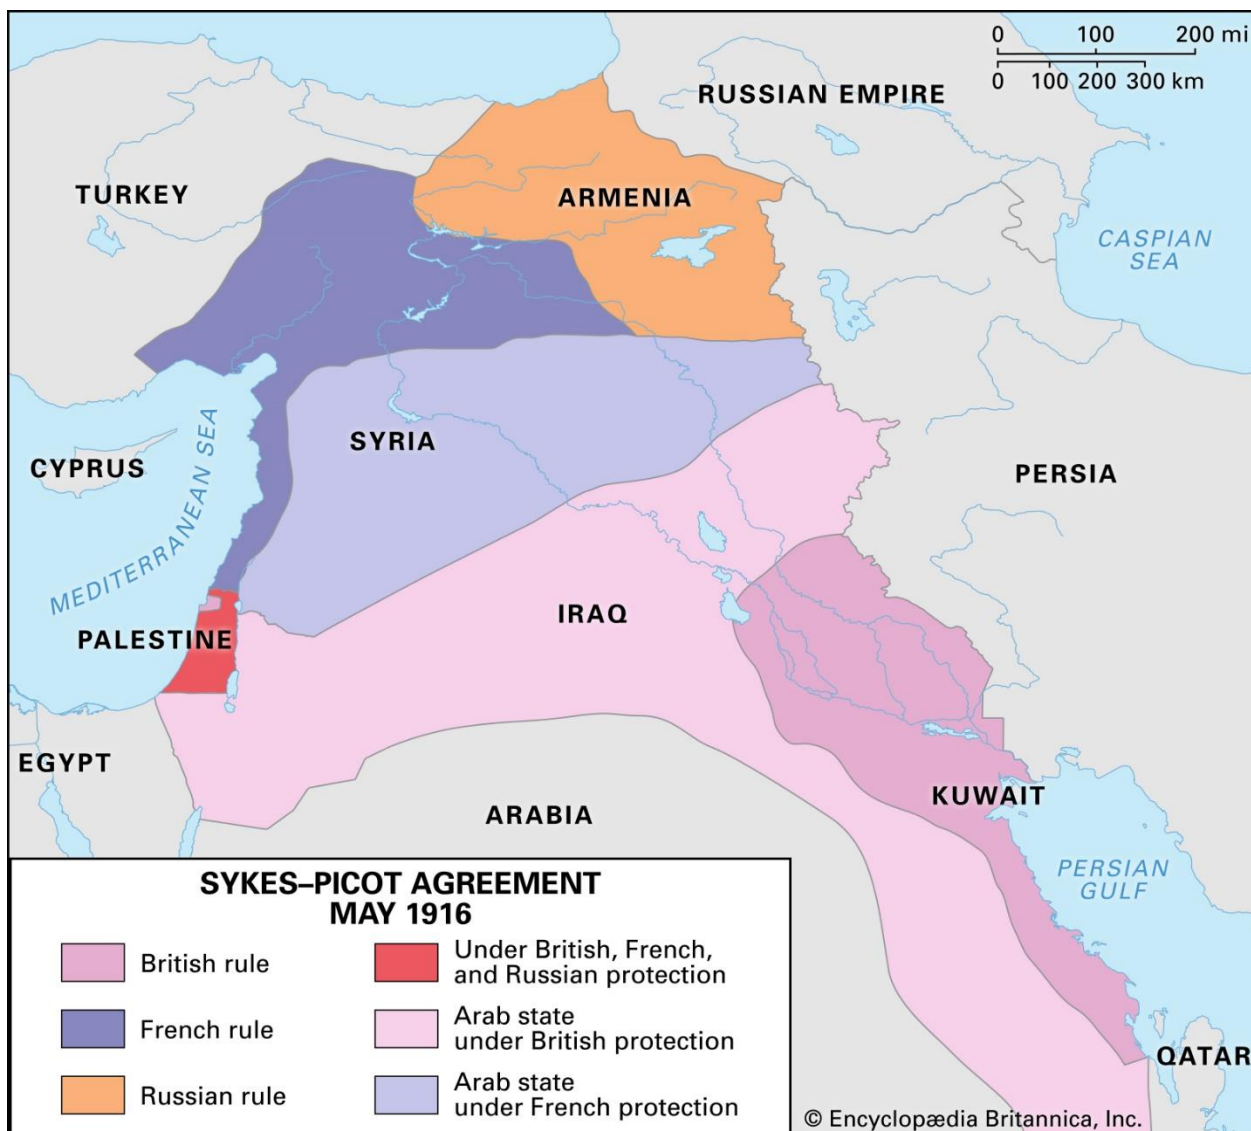 0 100 200 mi
0 100 200 300 km
RUSSIAN EMPIRE
TURKEY
ARMENIA
CASPIAN
SEA
SYRIA
CYPRUS
PERSIA
MEDITERRANEAN SEA
IRAQ
PALESTINE
EGYPT
KUWAIT
ARABIA
PERSIAN
GULF
QATAR
SYKES–PICOT AGREEMENT
MAY 1916
British rule
French rule
Russian rule
Under British, French,
and Russian protection
Arab state
under British protection
Arab state
under French protection
© Encyclopædia Britannica, Inc.